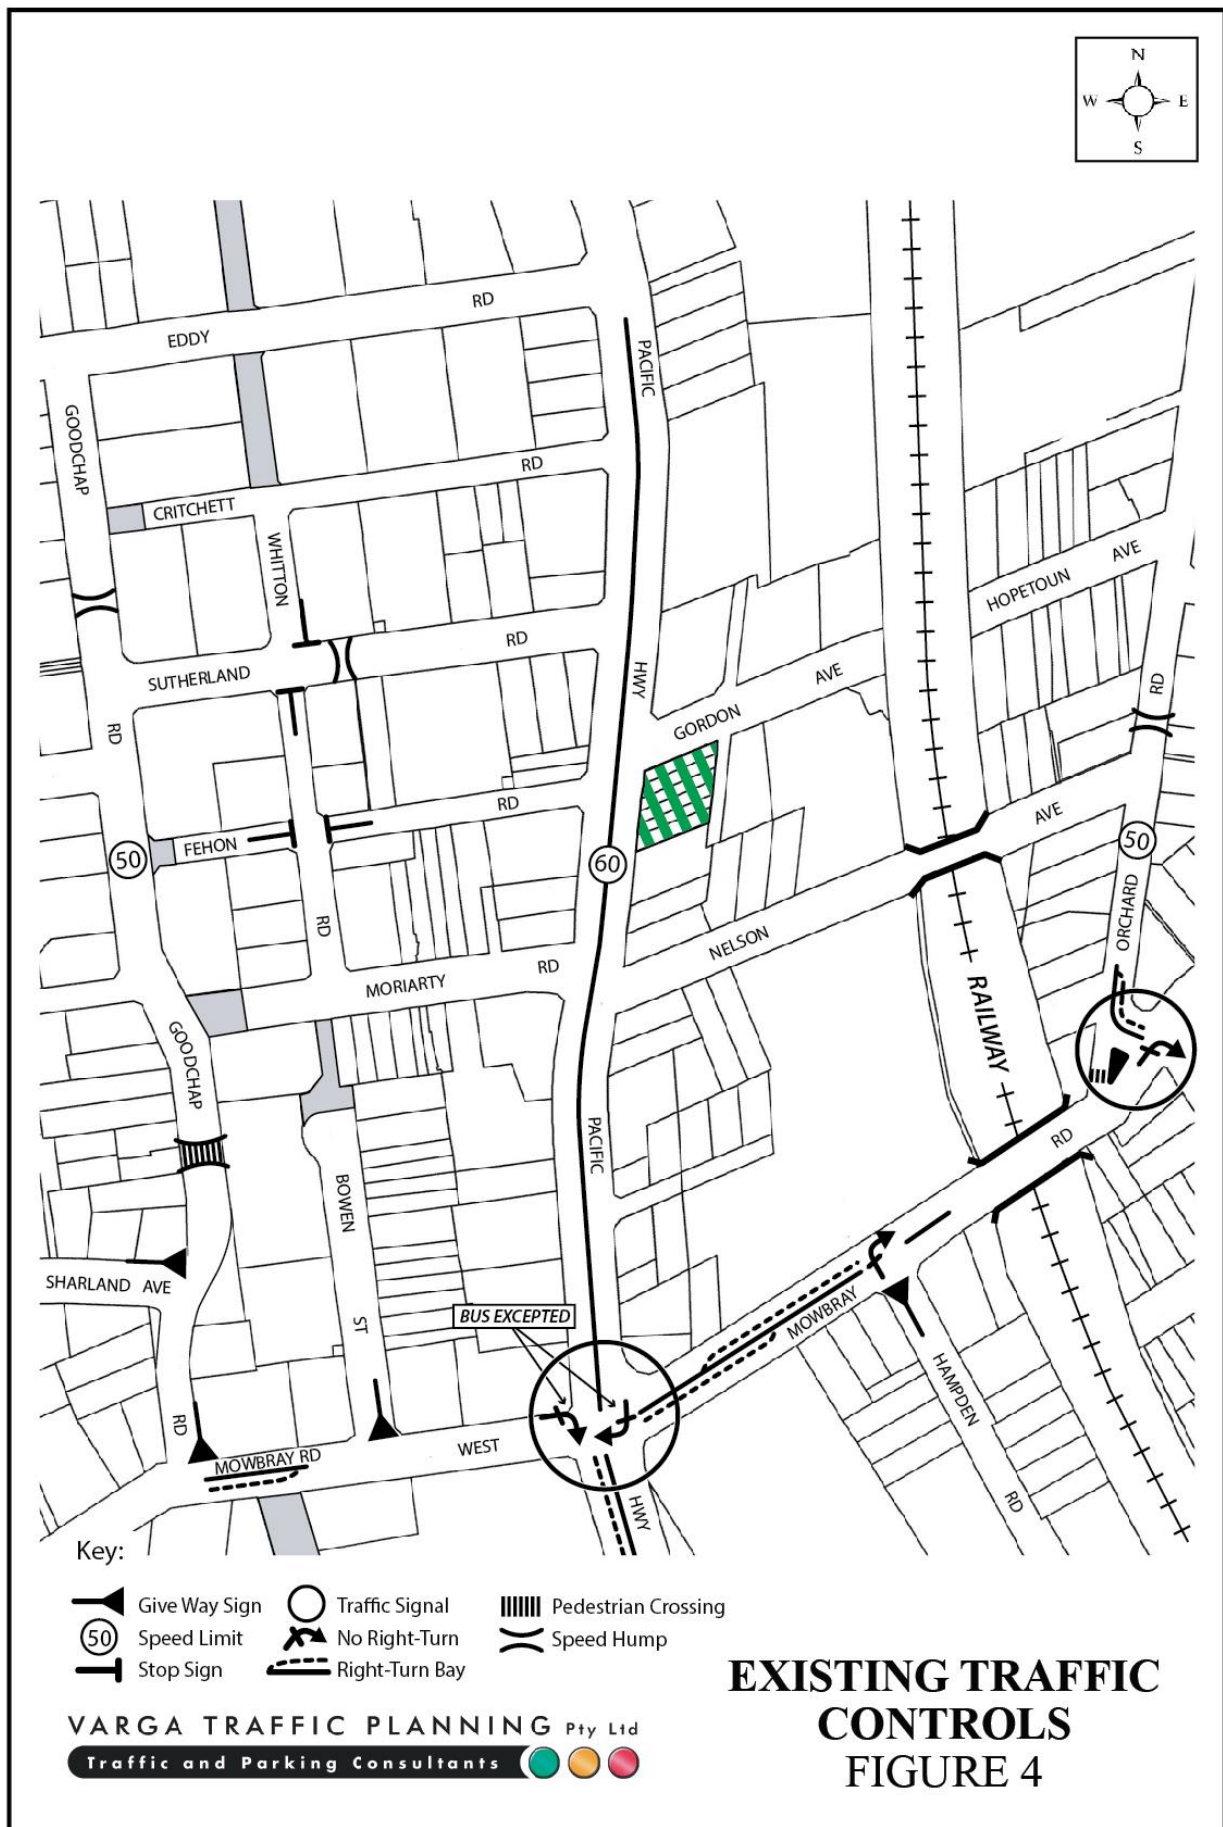 N
W E
S
RD
EDDY
PACIFIC
GOODCHAP
RD
CRITCHETT
WHITTON
AVE
HOPETOUN
RD
SUTHERLAND
HWY
AVE
RD
GORDON
RD
RD
AVE
FEHON
50
60
50
ORCHARD
RD
NELSON
RD
MORIARTY
RAILWAY
GOODCHAP
PACIFIC
RD
BOWEN
SHARLAND AVE
ST
BUS EXCEPTED
MOWBRAY
HAMPDEN
RD
WEST
MOWBRAY RD
HWY
RD
Key:
Give Way Sign
Traffic Signal
Pedestrian Crossing
50
Speed Limit
No Right-Turn
Speed Hump
Stop Sign
Right-Turn Bay
EXISTING TRAFFIC
CONTROLS
FIGURE 4
VARGA TRAFFIC PLANNING Pty Ltd
Traffic and Parking Consultants